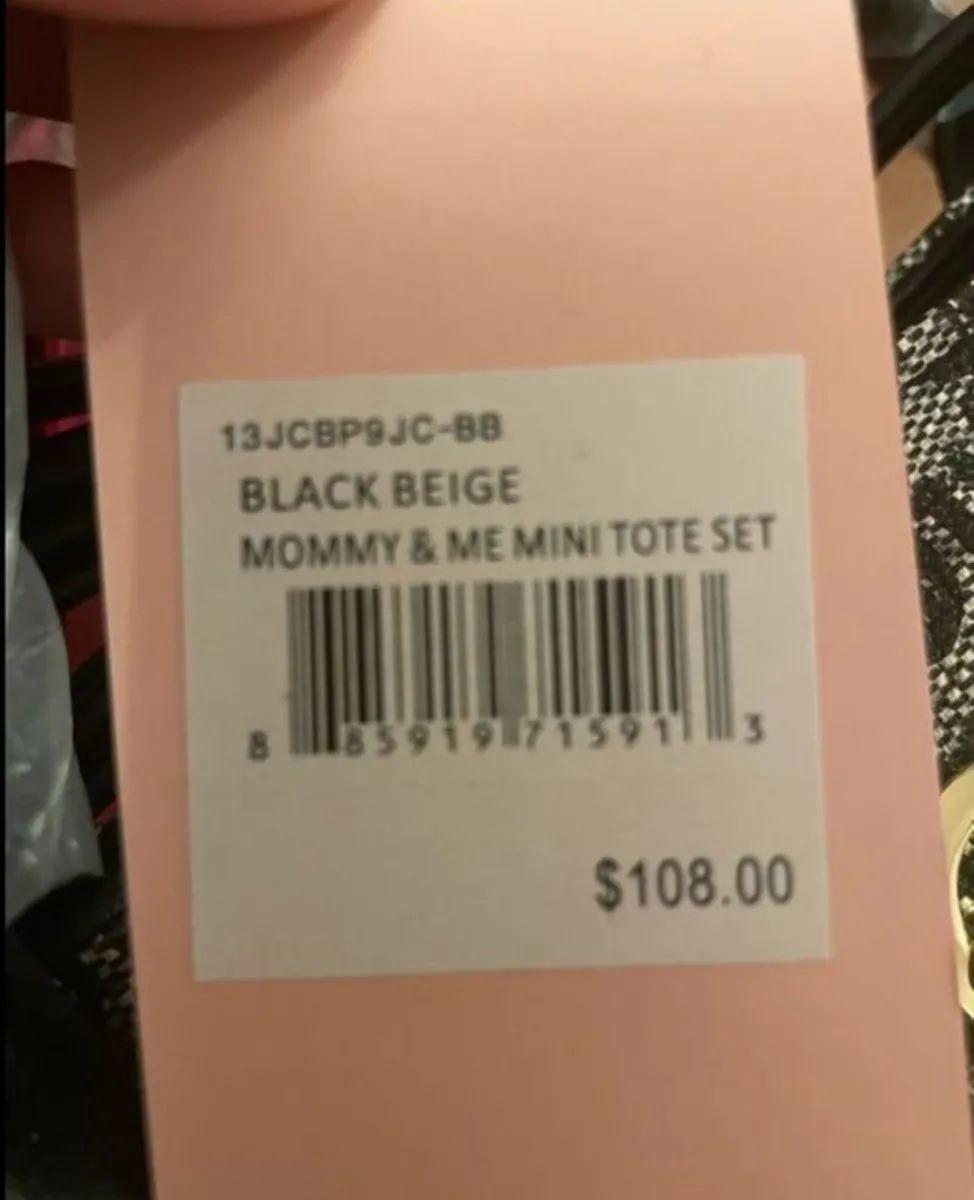 13JCBP9JC-BB
BLACK BEIGE
MOMMY & ME MINI TOTE SET
8 85919 71591 3
$108.00